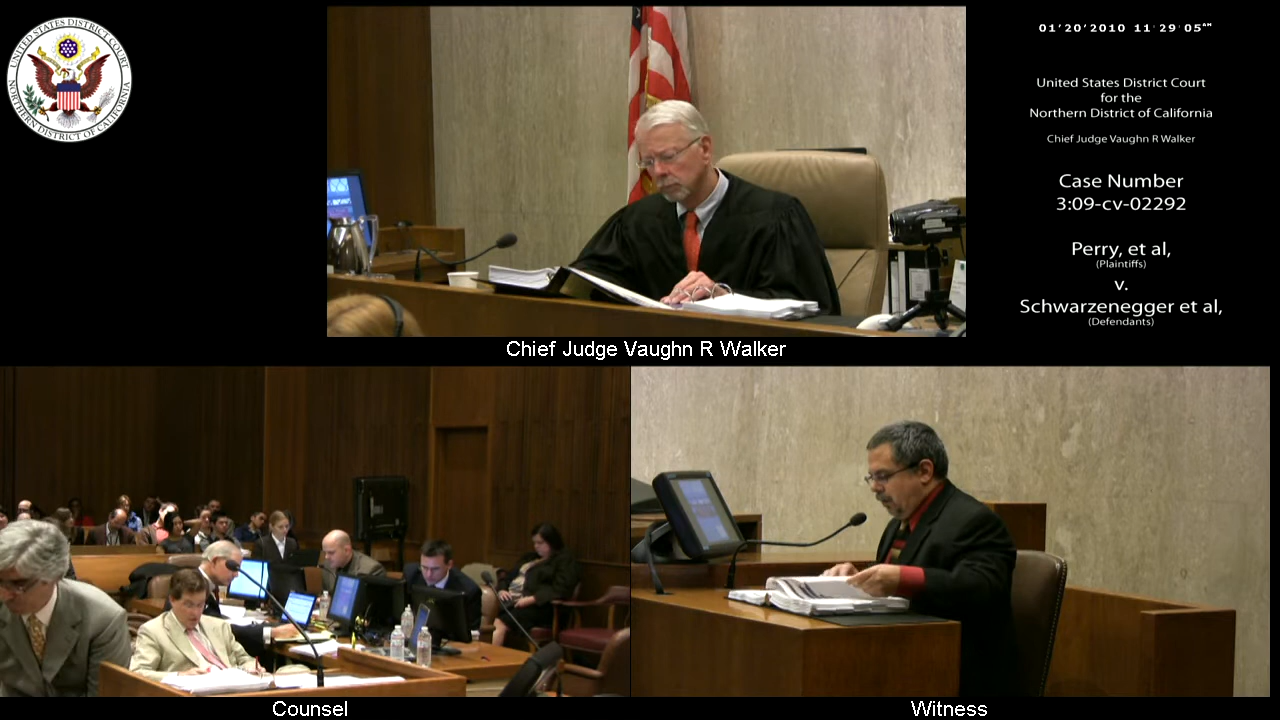 UNITED STATES DISTRICT COURT
NORTHERN DISTRICT OF CALIFORNIA
01'20'2010 11:29:05 AM
United States District Court
for the
Northern District of California
Chief Judge Vaughn R Walker
Case Number
3:09-cv-02292
Perry, et al,
(Plaintiffs)
v.
Schwarzenegger et al,
(Defendants)
Chief Judge Vaughn R Walker
Counsel
Witness